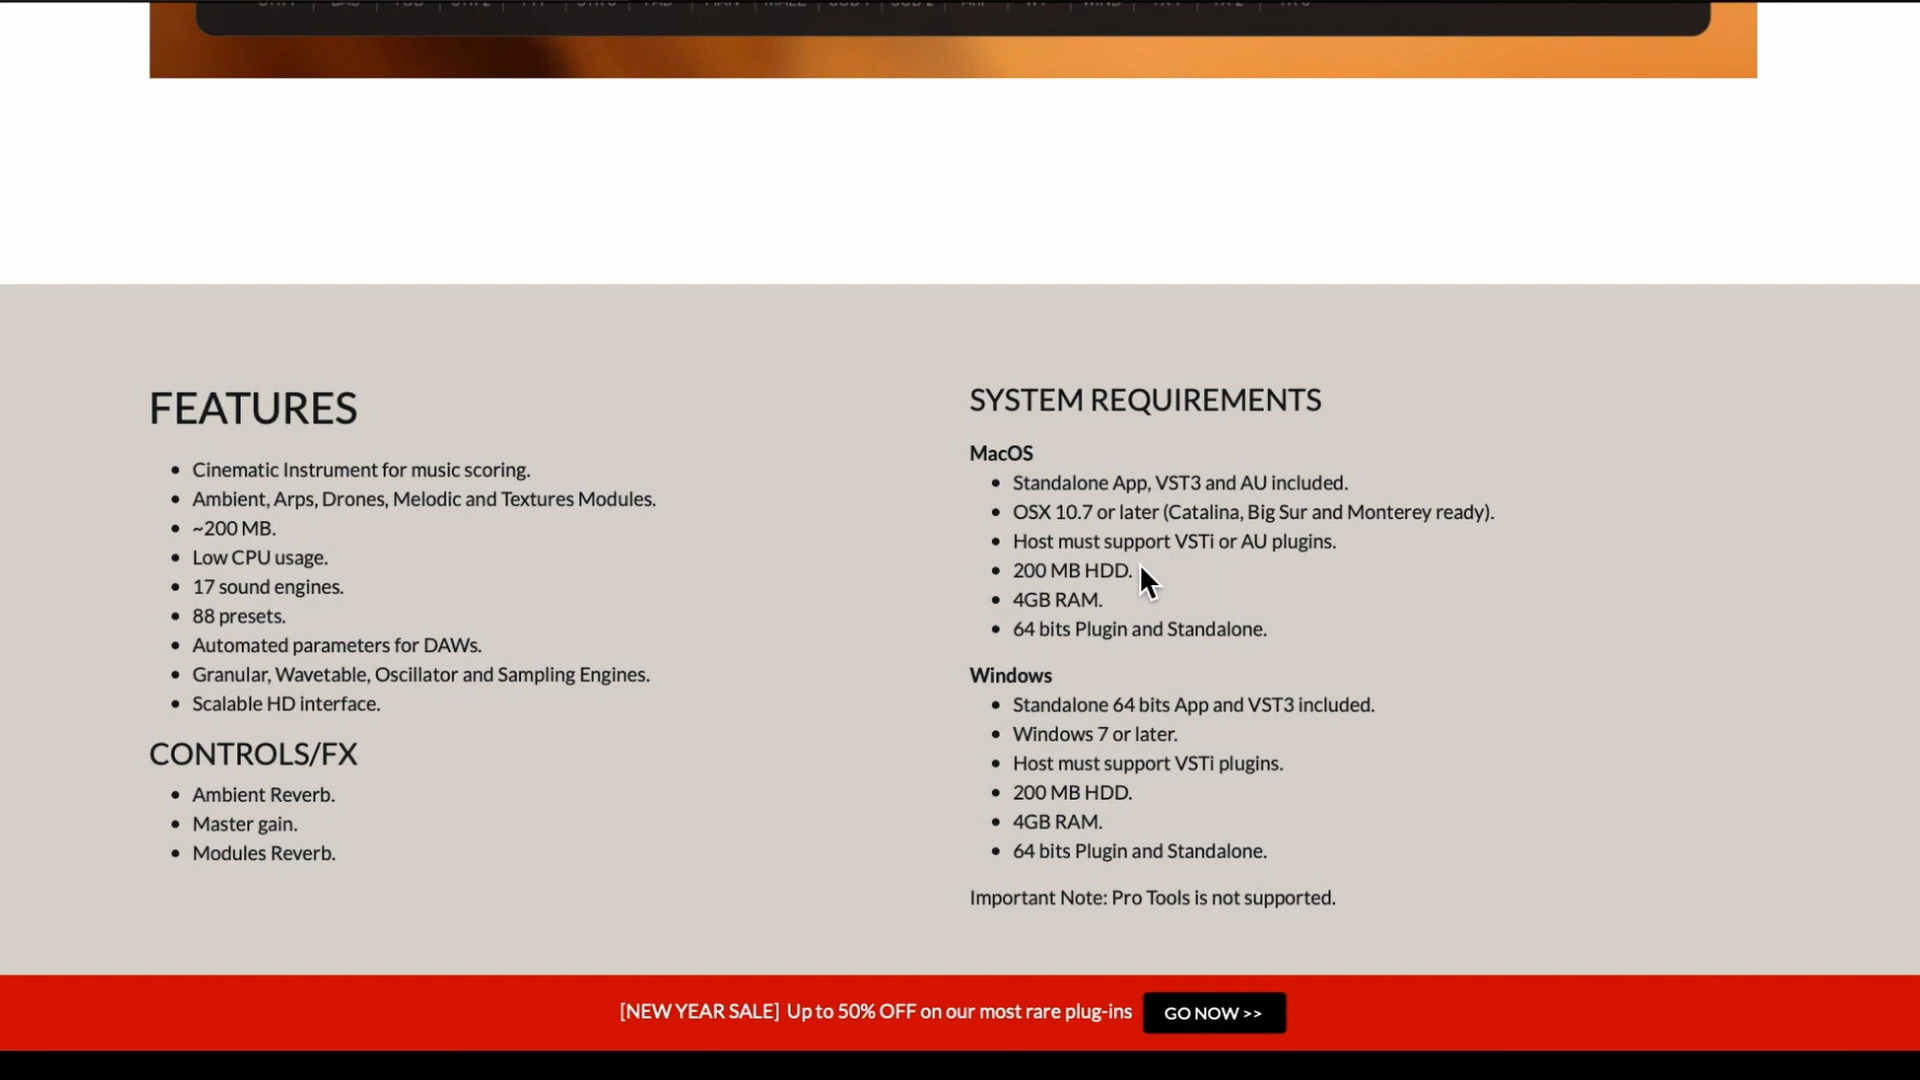 FEATURES
Cinematic Instrument for music scoring.
Ambient, Arps, Drones, Melodic and Textures Modules.
~200 MB.
Low CPU usage.
17 sound engines.
88 presets.
Automated parameters for DAWs.
Granular, Wavetable, Oscillator and Sampling Engines.
Scalable HD interface.
CONTROLS/FX
Ambient Reverb.
Master gain.
Modules Reverb.
SYSTEM REQUIREMENTS
MacOS
Standalone App, VST3 and AU included.
OSX 10.7 or later (Catalina, Big Sur and Monterey ready).
Host must support VSTi or AU plugins.
200 MB HDD.
4GB RAM.
64 bits Plugin and Standalone.
Windows
Standalone 64 bits App and VST3 included.
Windows 7 or later.
Host must support VSTi plugins.
200 MB HDD.
4GB RAM.
64 bits Plugin and Standalone.
Important Note: Pro Tools is not supported.
[NEW YEAR SALE] Up to 50% OFF on our most rare plug-ins
GO NOW >>